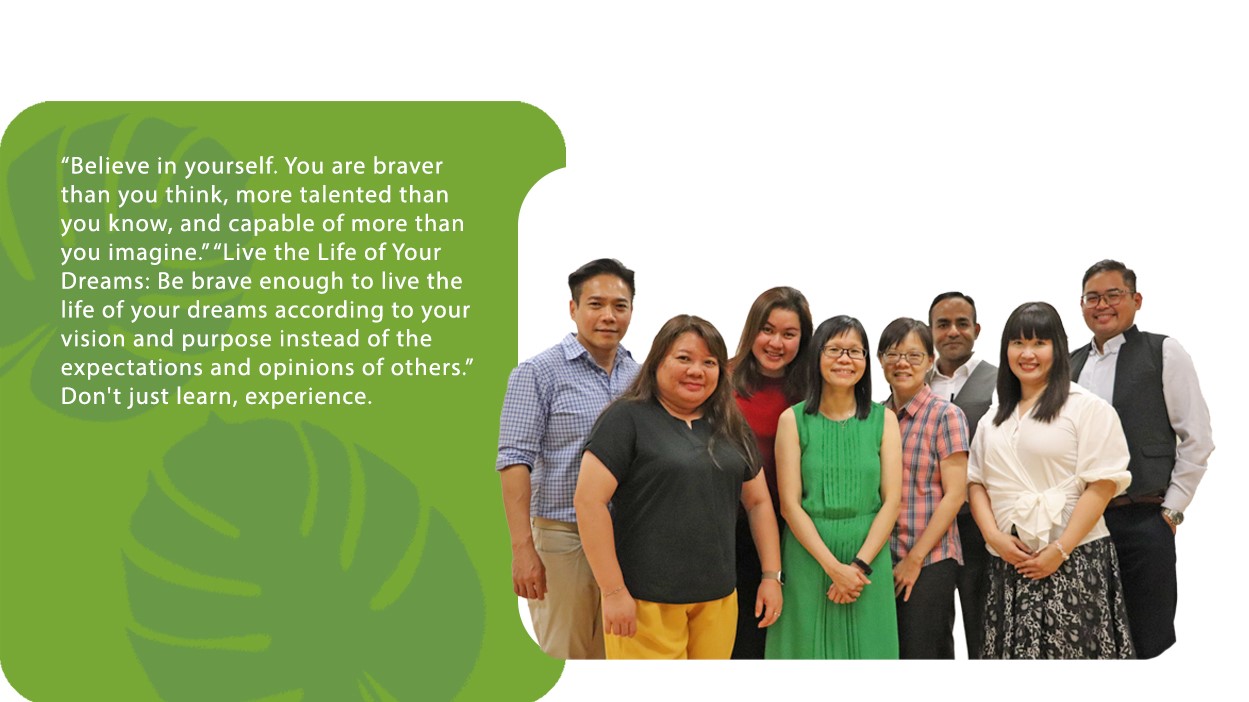 “Believe in yourself. You are braver
than you think, more talented than
you know, and capable of more than
you imagine.” “Live the Life of Your
Dreams: Be brave enough to live the
life of your dreams according to your
vision and purpose instead of the
expectations and opinions of others.”
Don't just learn, experience.